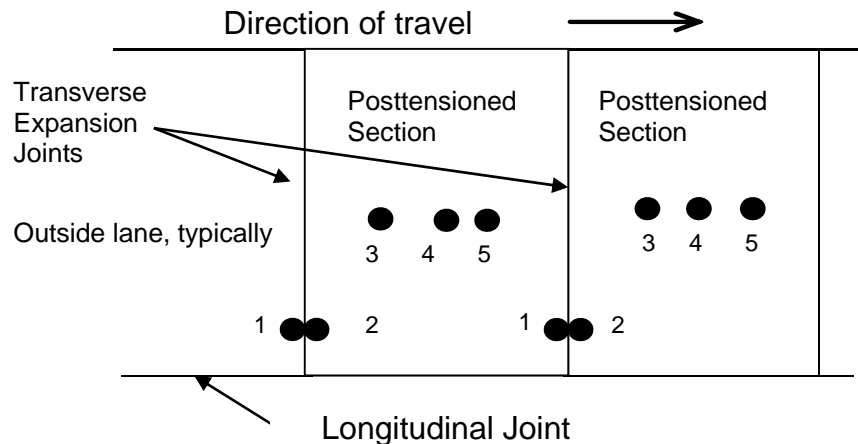 Direction of travel
Transverse
Expansion
Joints
Posttensioned
Section
Posttensioned
Section
Outside lane, typically
3 4 5
3 4 5
1 2
1 2
Longitudinal Joint